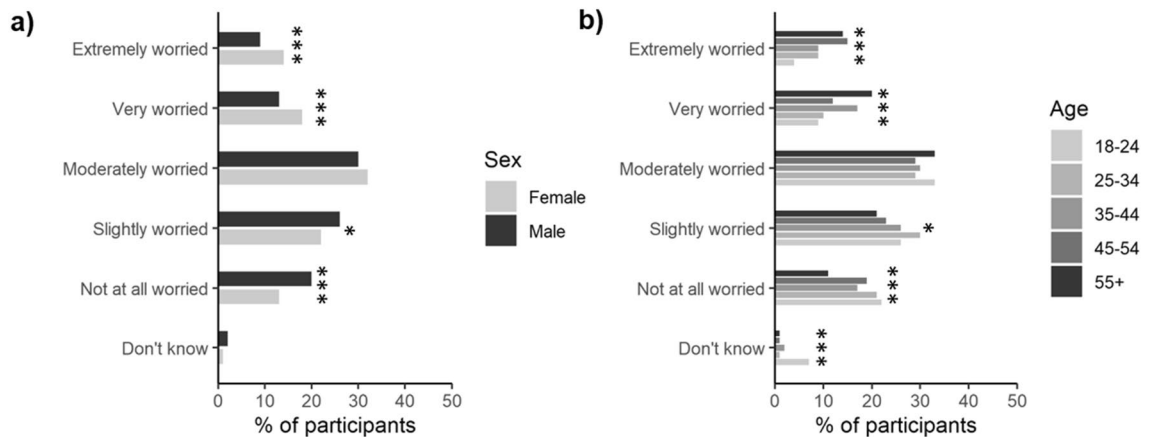 a)
Extremely worried
***
Very worried
***
Moderately worried
Slightly worried
*
Not at all worried
***
Don't know
0 10 20 30 40 50
% of participants
Sex
Female
Male
b)
Extremely worried
***
Very worried
***
Moderately worried
Slightly worried
*
Not at all worried
***
Don't know
***
0 10 20 30 40 50
% of participants
Age
18-24
25-34
35-44
45-54
55+